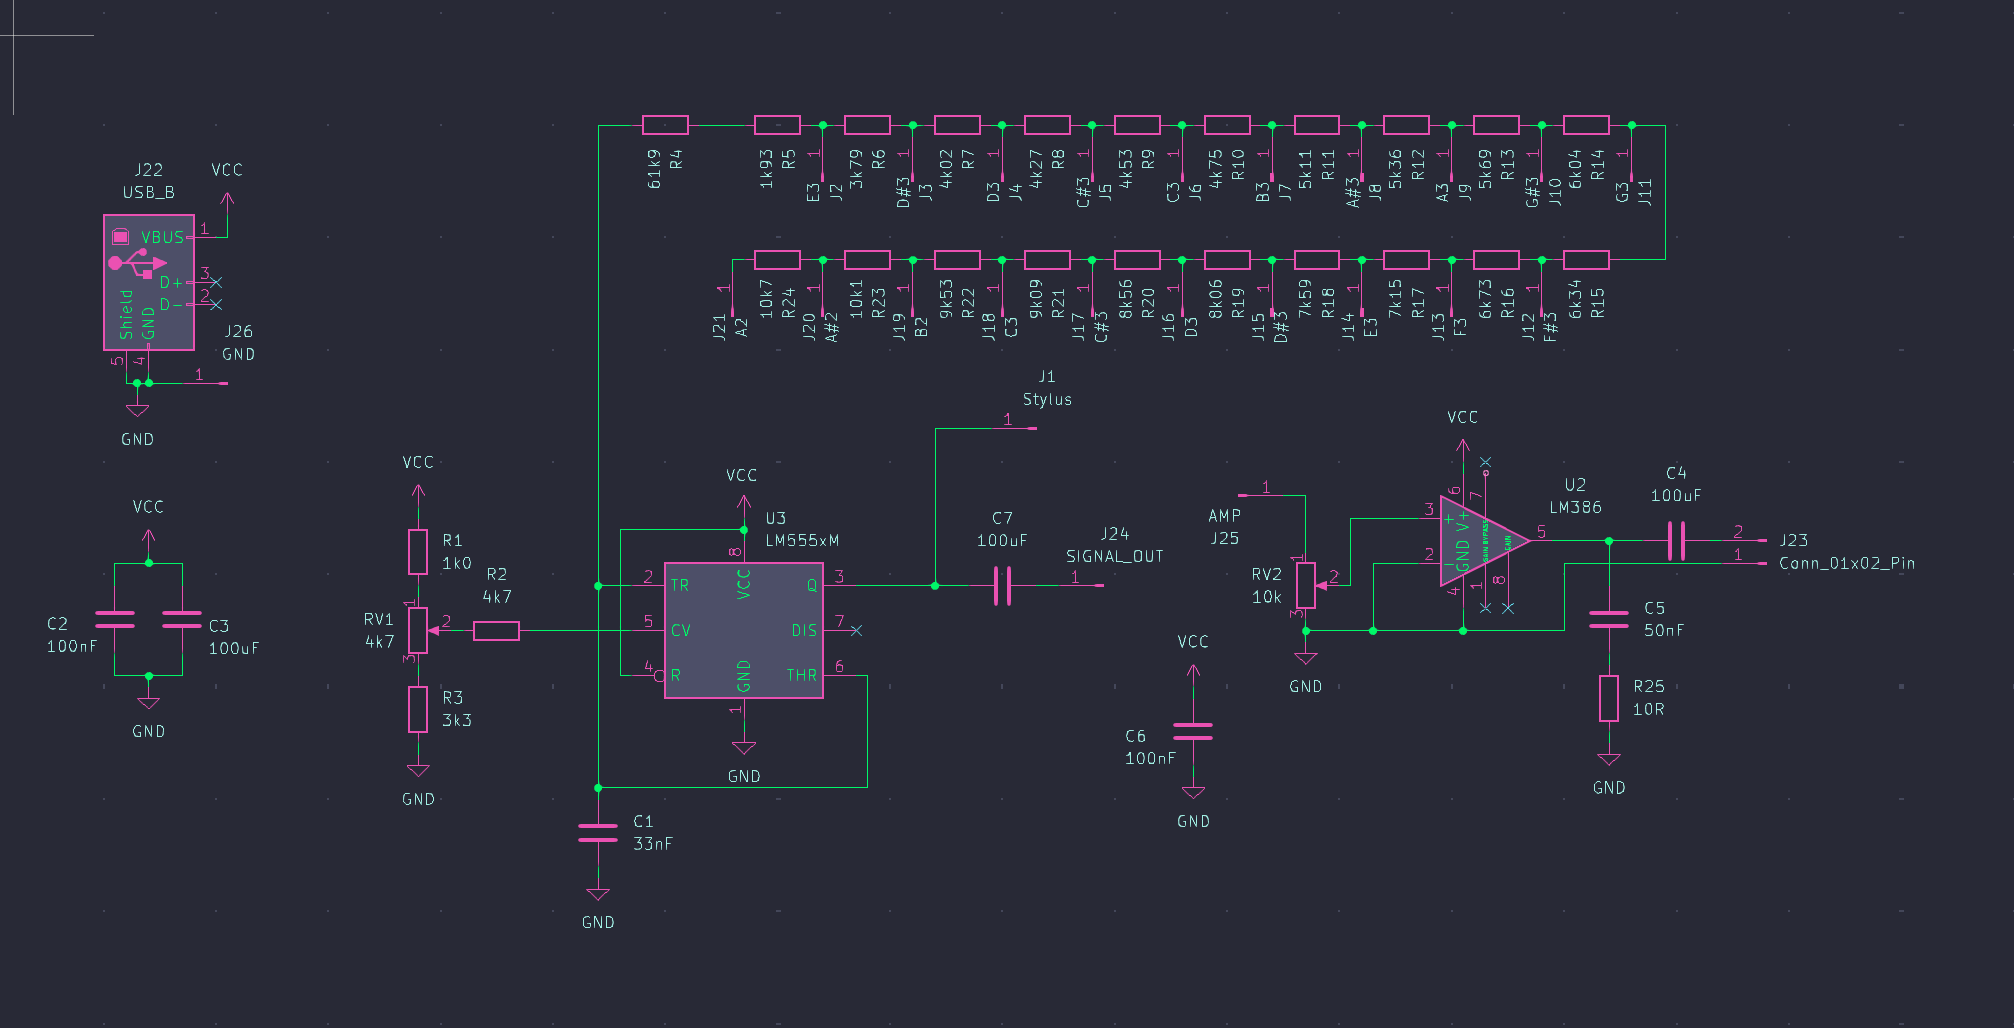 J22
USB_B
VCC
VBUS
1
D+
3
D-
2
Shield
GND
5
4
J26
GND
1
GND
VCC
C2
100nF
C3
100uF
GND
VCC
R1
1k0
RV1
4k7
1
2
3
R2
4k7
R3
3k3
GND
61k9
R4
1k93
R5
E3
1
J2
3k79
R6
D#3
1
J3
4k02
R7
D3
1
J4
4k27
R8
C#3
1
J5
4k53
R9
C3
1
J6
4k75
R10
B3
1
J7
5k11
R11
A#3
1
J8
5k36
R12
A3
1
J9
5k69
R13
G#3
1
J10
6k04
R14
G3
1
J11
J21
1
A2
10k7
R24
J20
1
A#2
10k1
R23
J19
1
B2
9k53
R22
J18
1
C3
9k09
R21
J17
1
C#3
8k56
R20
J16
1
D3
8k06
R19
J15
1
D#3
7k59
R18
J14
1
E3
7k15
R17
J13
1
F3
6k73
R16
J12
1
F#3
6k34
R15
J1
Stylus
1
VCC
U3
LM555xM
8
VCC
2
TR
Q
3
5
CV
DIS
7
4
R
THR
6
GND
1
GND
C7
100uF
J24
SIGNAL_OUT
1
C1
33nF
GND
VCC
C6
100nF
GND
AMP
J25
1
RV2
10k
1
2
3
GND
VCC
U2
LM386
6
7
3
+
V+
BYPASS
GAIN
GAIN
2
-
GND
5
4
1
8
C4
100uF
2
1
J23
Conn_01x02_Pin
C5
50nF
R25
10R
GND